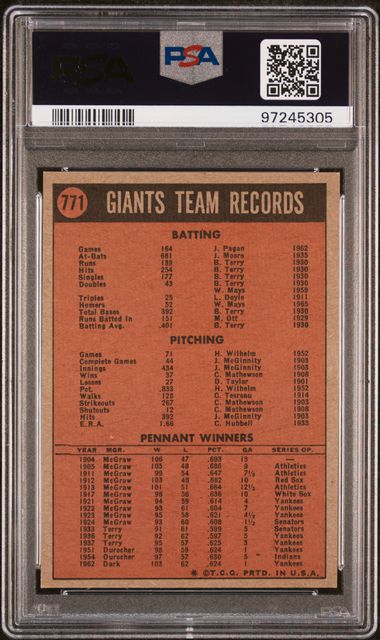 PSA
PSA
97245305
771 GIANTS TEAM RECORDS
BATTING
Games 164 J. Pagan 1962
At-Bats 681 J. Moore 1935
Runs 139 B. Terry 1930
Hits 254 B. Terry 1930
Singles 177 B. Terry 1930
Doubles 43 B. Terry 1930
W. Mays 1959
Triples 25 L. Doyle 1911
Homers 52 W. Mays 1965
Total Bases 392 B. Terry 1930
Runs Batted In 151 M. Ott 1929
Batting Avg. .401 B. Terry 1930
PITCHING
Games 71 H. Wilhelm 1952
Complete Games 44 J. McGinnity 1903
Innings 434 J. McGinnity 1903
Wins 37 C. Mathewson 1908
Losses 27 D. Taylor 1901
Pct. .833 H. Wilhelm 1952
Walks 128 C. Tesreau 1914
Strikeouts 267 C. Mathewson 1903
Shutouts 12 C. Mathewson 1908
Hits 392 J. McGinnity 1903
E.R.A. 1.66 C. Hubbell 1933
PENNANT WINNERS
YEAR MGR. W L PCT. GA SERIES OP.
1904 McGraw 106 47 .693 13 —
1905 McGraw 105 48 .686 9 Athletics
1911 McGraw 99 54 .647 7½ Athletics
1912 McGraw 103 48 .682 10 Red Sox
1913 McGraw 101 51 .664 12½ Athletics
1917 McGraw 98 56 .636 10 White Sox
1921 McGraw 94 59 .614 4 Yankees
1922 McGraw 93 61 .604 7 Yankees
1923 McGraw 95 58 .621 4½ Yankees
1924 McGraw 93 60 .608 1½ Senators
1933 Terry 91 61 .599 5 Senators
1936 Terry 92 62 .597 5 Yankees
1937 Terry 95 57 .625 3 Yankees
1951 Durocher 98 59 .624 1 Yankees
1954 Durocher 97 57 .630 5 Indians
1962 Dark 103 62 .624 1 Yankees
* © T.C.G. PRTD. IN U.S.A.